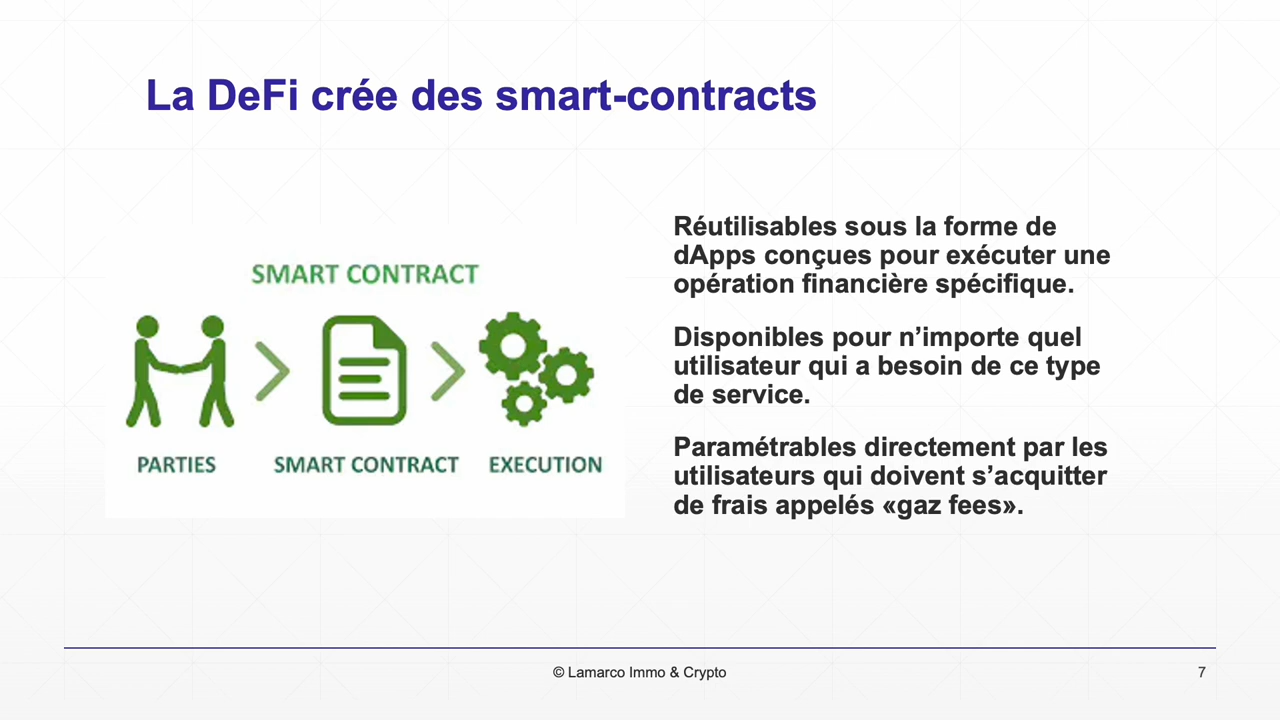 La DeFi crée des smart-contracts
SMART CONTRACT
PARTIES
SMART CONTRACT
EXECUTION
Réutilisables sous la forme de
dApps conçues pour exécuter une
opération financière spécifique.
Disponibles pour n’importe quel
utilisateur qui a besoin de ce type
de service.
Paramétrables directement par les
utilisateurs qui doivent s’acquitter
de frais appelés «gaz fees».
© Lamarco Immo & Crypto
7